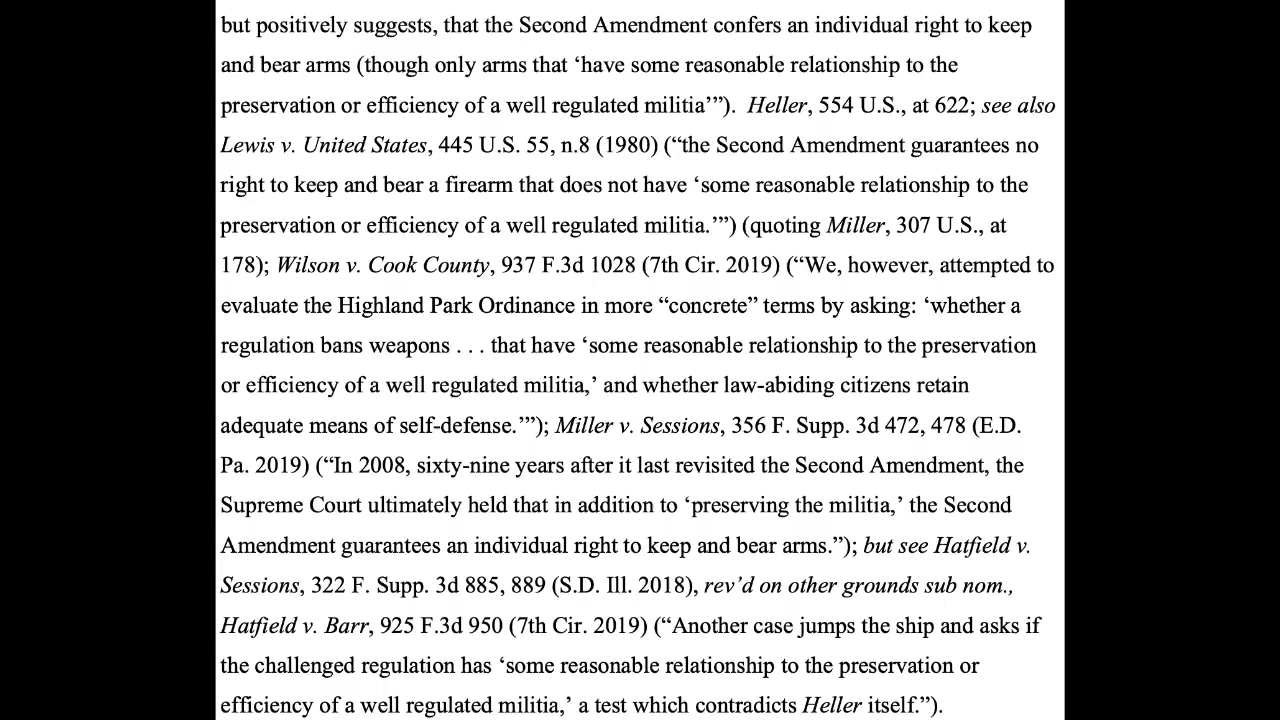 but positively suggests, that the Second Amendment confers an individual right to keep
and bear arms (though only arms that ‘have some reasonable relationship to the
preservation or efficiency of a well regulated militia’”).  Heller, 554 U.S., at 622; see also
Lewis v. United States, 445 U.S. 55, n.8 (1980) (“the Second Amendment guarantees no
right to keep and bear a firearm that does not have ‘some reasonable relationship to the
preservation or efficiency of a well regulated militia.’”) (quoting Miller, 307 U.S., at
178); Wilson v. Cook County, 937 F.3d 1028 (7th Cir. 2019) (“We, however, attempted to
evaluate the Highland Park Ordinance in more “concrete” terms by asking: ‘whether a
regulation bans weapons . . . that have ‘some reasonable relationship to the preservation
or efficiency of a well regulated militia,’ and whether law-abiding citizens retain
adequate means of self-defense.’”); Miller v. Sessions, 356 F. Supp. 3d 472, 478 (E.D.
Pa. 2019) (“In 2008, sixty-nine years after it last revisited the Second Amendment, the
Supreme Court ultimately held that in addition to ‘preserving the militia,’ the Second
Amendment guarantees an individual right to keep and bear arms.”); but see Hatfield v.
Sessions, 322 F. Supp. 3d 885, 889 (S.D. Ill. 2018), rev’d on other grounds sub nom.,
Hatfield v. Barr, 925 F.3d 950 (7th Cir. 2019) (“Another case jumps the ship and asks if
the challenged regulation has ‘some reasonable relationship to the preservation or
efficiency of a well regulated militia,’ a test which contradicts Heller itself.”).